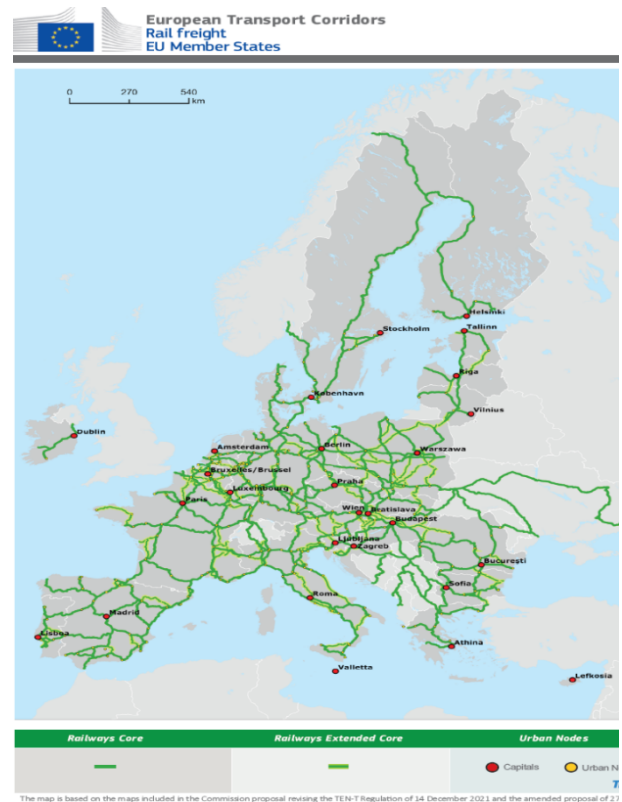 European Transport Corridors
Rail freight
EU Member States
0 270 540
km
Helsinki
Tallinn
Stockholm
Riga
København
Vilnius
Dublin
Amsterdam
Berlin
Warszawa
Bruxelles/Brussel
Luxembourg
Praha
Paris
Wien
Bratislava
Budapest
Ljubljana
Zagreb
București
Sofia
Roma
Madrid
Lisboa
Athina
Valletta
Lefkosia
Railways Core
Railways Extended Core
Urban Nodes
Capitals
Urban N
T
The map is based on the maps included in the Commission proposal revising the TEN-T Regulation of 14 December 2021 and the amended proposal of 27